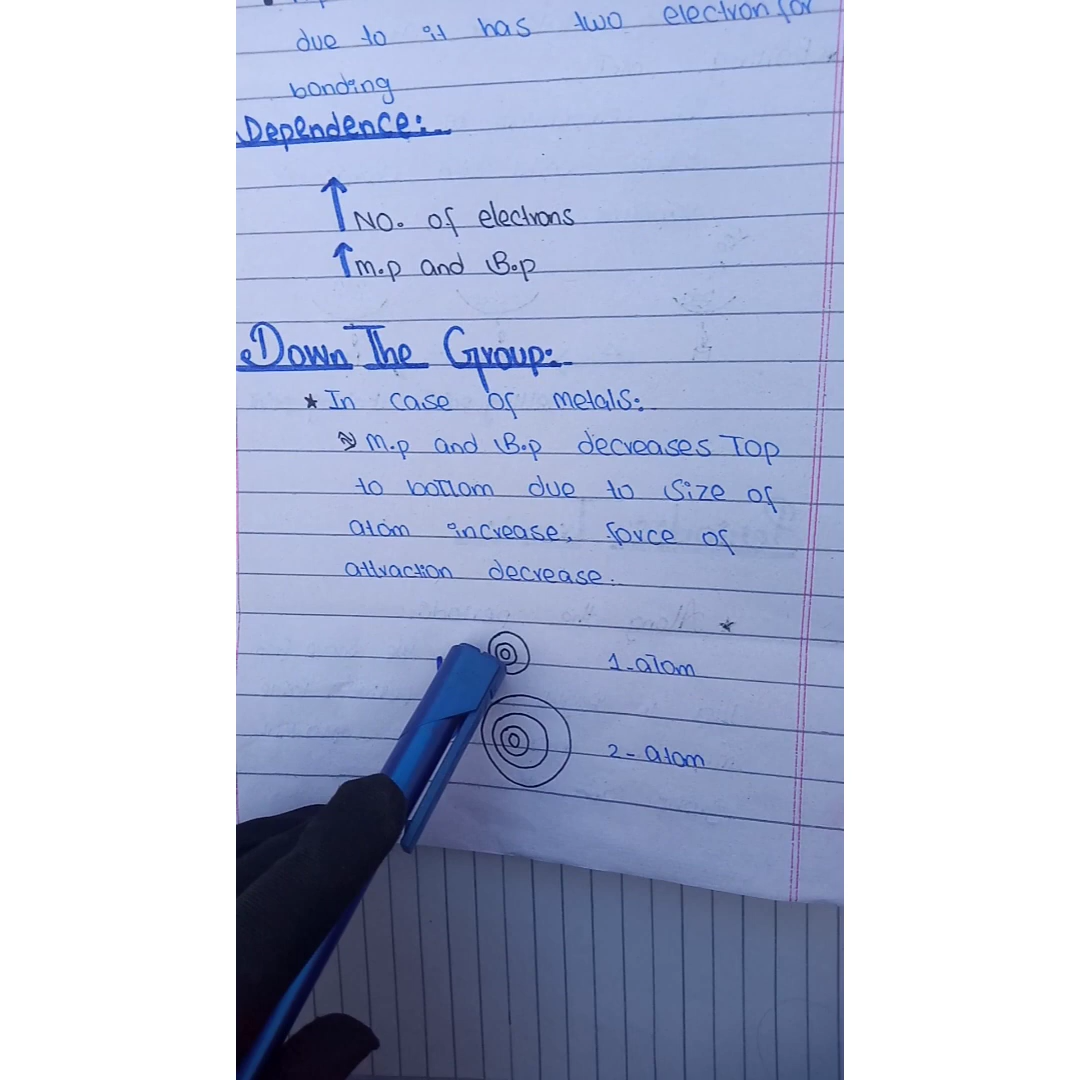 due to it has two electron for
bonding
Dependence:-
↑ No. of electrons
↑ m.p and B.p
Down The Group:-
* In case of metals:
m.p and B.p decreases Top
to bottom due to size of
atom increase, force of
attraction decrease.
*
1-atom
2-atom